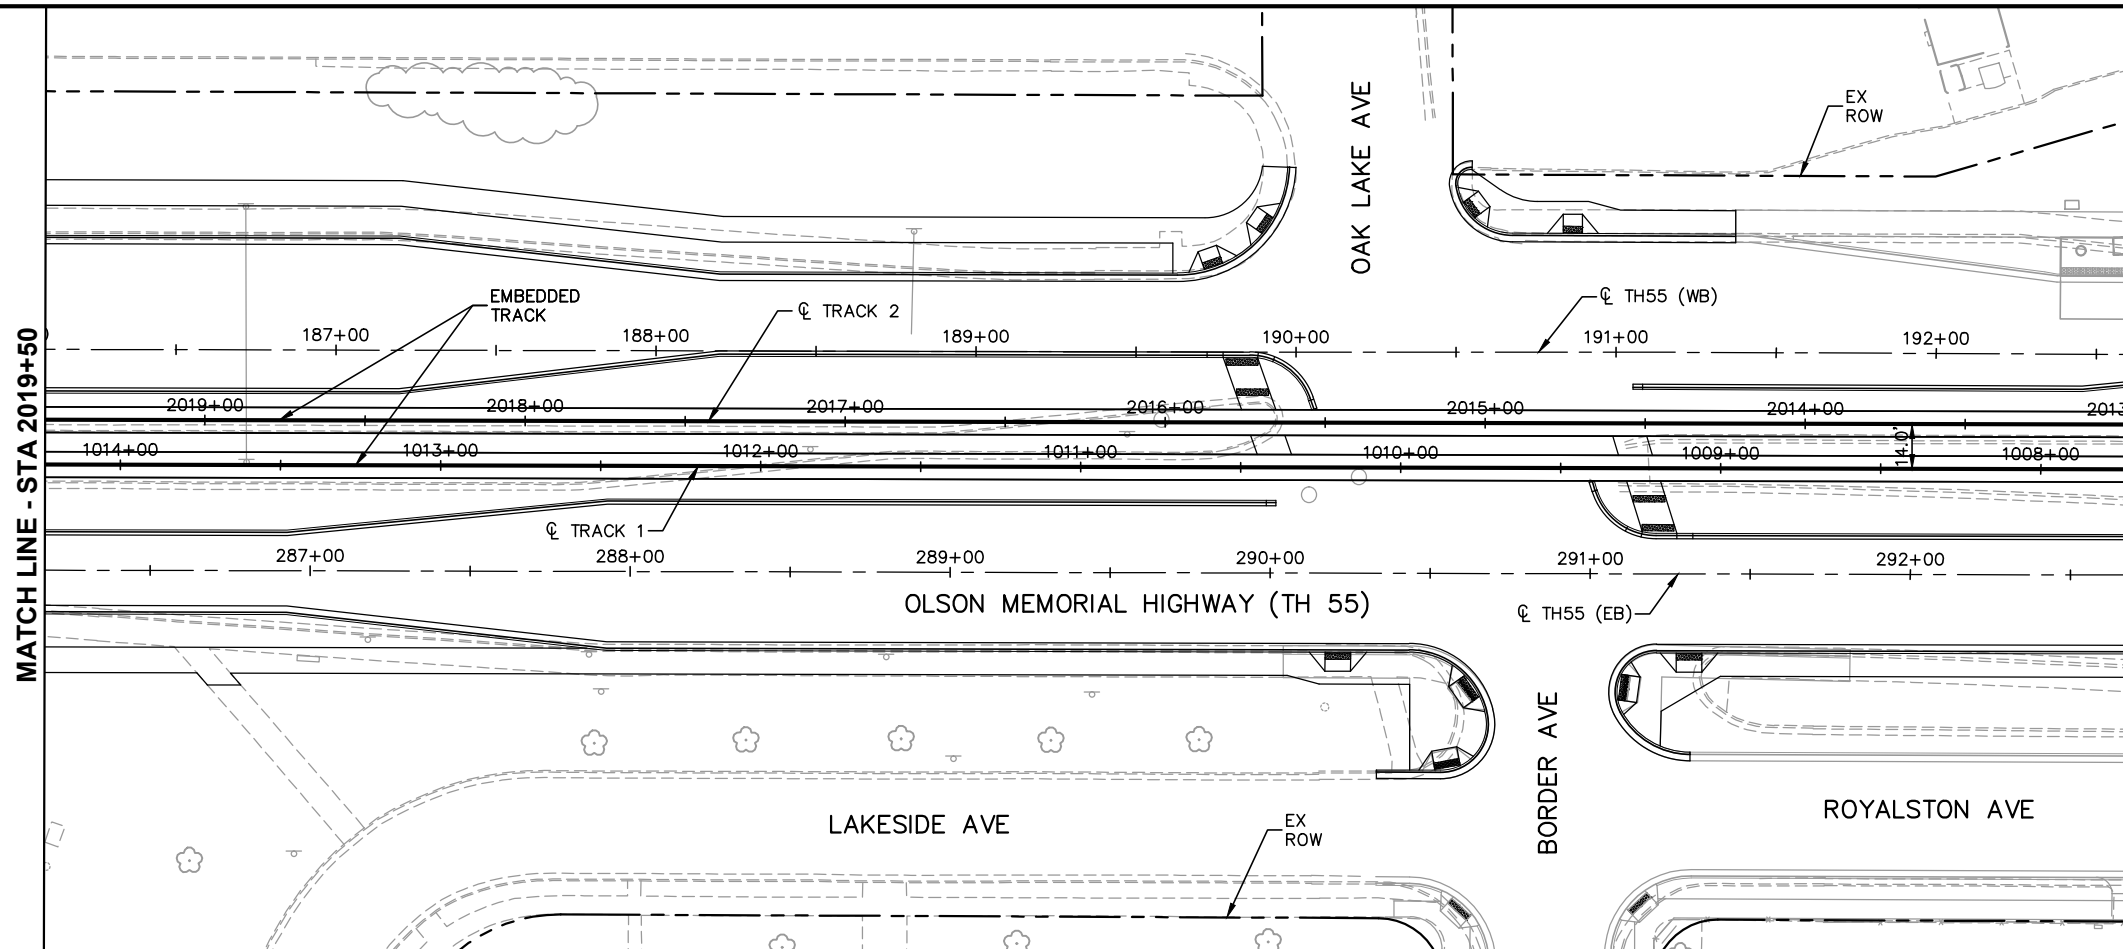 OAK LAKE AVE
EX
ROW
EMBEDDED
TRACK
℄ TRACK 2
℄ TH55 (WB)
187+00
188+00
189+00
190+00
191+00
192+00
MATCH LINE - STA 2019+50
2019+00
2018+00
2017+00
2016+00
2015+00
2014+00
2013
1014+00
1013+00
1012+00
1011+00
1010+00
1009+00
1008+00
14.0'
℄ TRACK 1
287+00
288+00
289+00
290+00
291+00
292+00
OLSON MEMORIAL HIGHWAY (TH 55)
℄ TH55 (EB)
BORDER AVE
LAKESIDE AVE
ROYALSTON AVE
EX
ROW